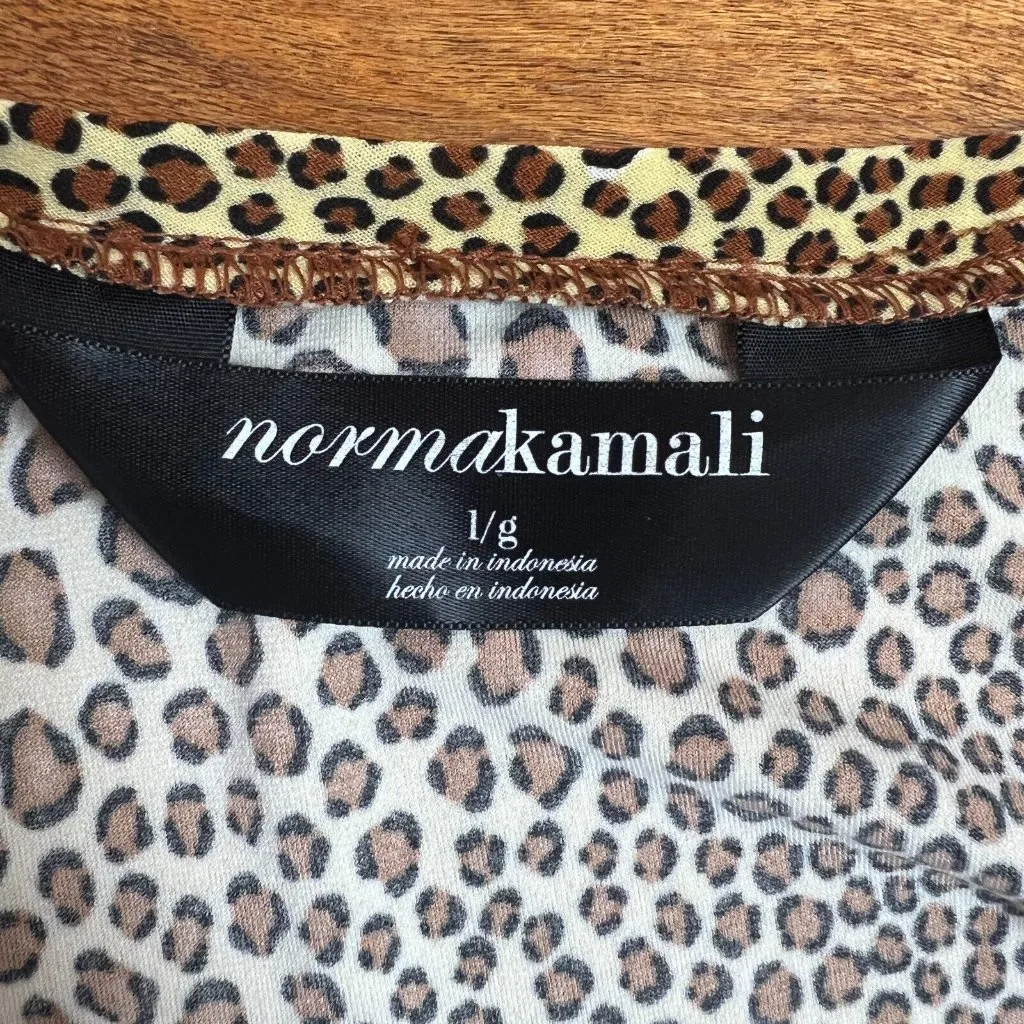 normakamali
l/g
made in indonesia
hecho en indonesia